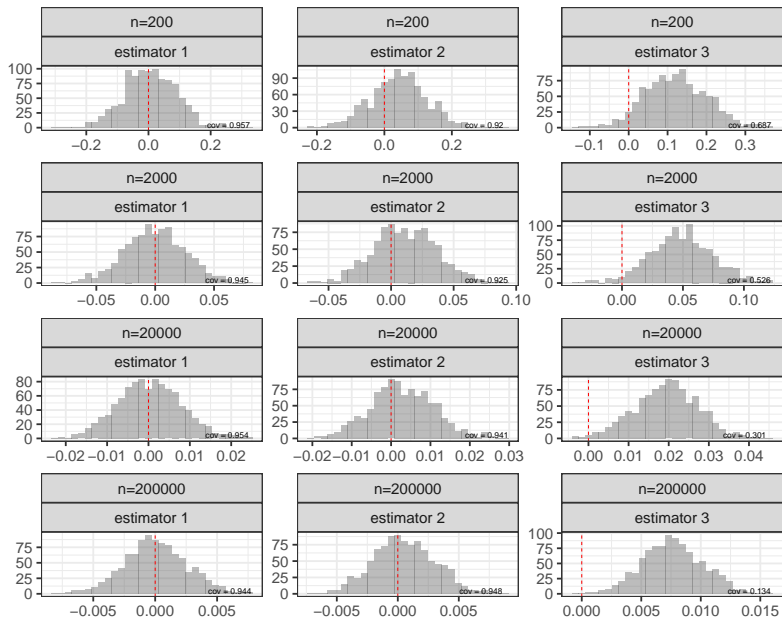 n=200 n=200 n=200
estimator 1 estimator 2 estimator 3
100
75
50
25
0
cov = 0.957
-0.2 0.0 0.2
90
60
30
0
cov = 0.92
-0.2 0.0 0.2
75
50
25
0
cov = 0.687
-0.1 0.0 0.1 0.2 0.3
n=2000 n=2000 n=2000
estimator 1 estimator 2 estimator 3
75
50
25
0
cov = 0.945
-0.05 0.00 0.05
75
50
25
0
cov = 0.925
-0.05 0.00 0.05 0.10
100
75
50
25
0
cov = 0.526
0.00 0.05 0.10
n=20000 n=20000 n=20000
estimator 1 estimator 2 estimator 3
80
60
40
20
0
cov = 0.954
-0.02 -0.01 0.00 0.01 0.02
75
50
25
0
cov = 0.941
-0.02 -0.01 0.00 0.01 0.02 0.03
75
50
25
0
cov = 0.301
0.00 0.01 0.02 0.03 0.04
n=200000 n=200000 n=200000
estimator 1 estimator 2 estimator 3
75
50
25
0
cov = 0.944
-0.005 0.000 0.005
75
50
25
0
cov = 0.948
-0.005 0.000 0.005
100
75
50
25
0
cov = 0.134
0.000 0.005 0.010 0.015